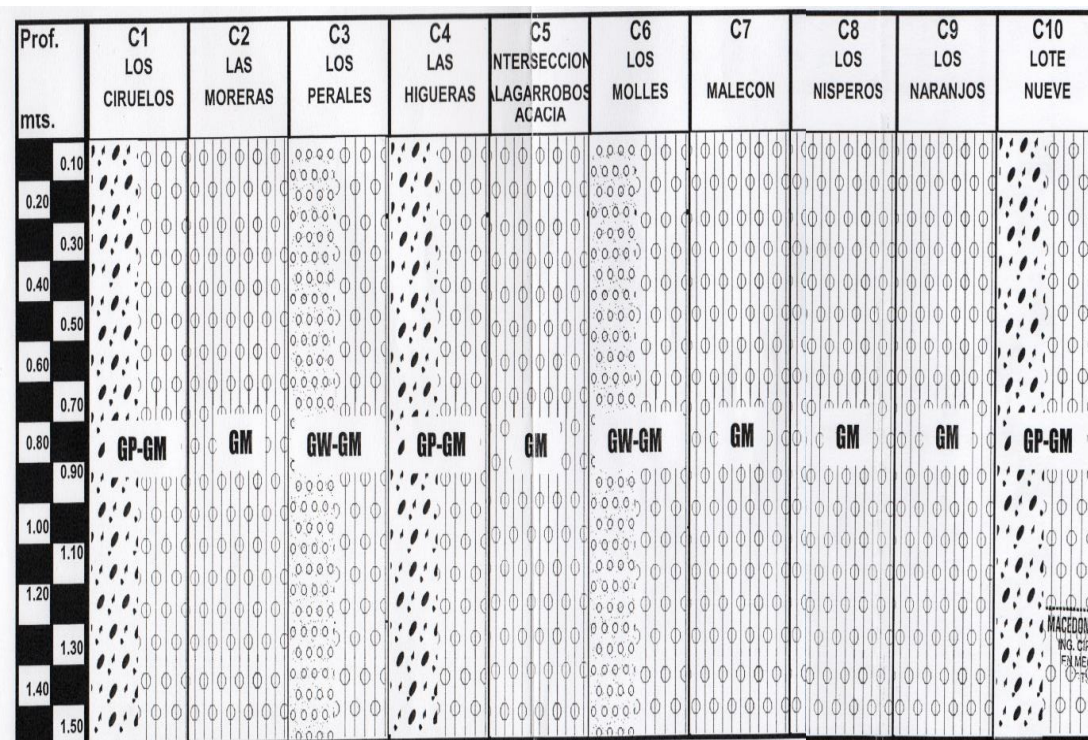 Prof.
mts.
C1
LOS
CIRUELOS
C2
LAS
MORERAS
C3
LOS
PERALES
C4
LAS
HIGUERAS
C5
NTERSECCION
ALAGARROBOS
ACACIA
C6
LOS
MOLLES
C7
MALECON
C8
LOS
NISPEROS
C9
LOS
NARANJOS
C10
LOTE
NUEVE
0.10
0.20
0.30
0.40
0.50
0.60
0.70
0.80
0.90
1.00
1.10
1.20
1.30
1.40
1.50
GP-GM
GM
GW-GM
GP-GM
GM
GW-GM
GM
GM
GM
GP-GM
MACEDON
ING.